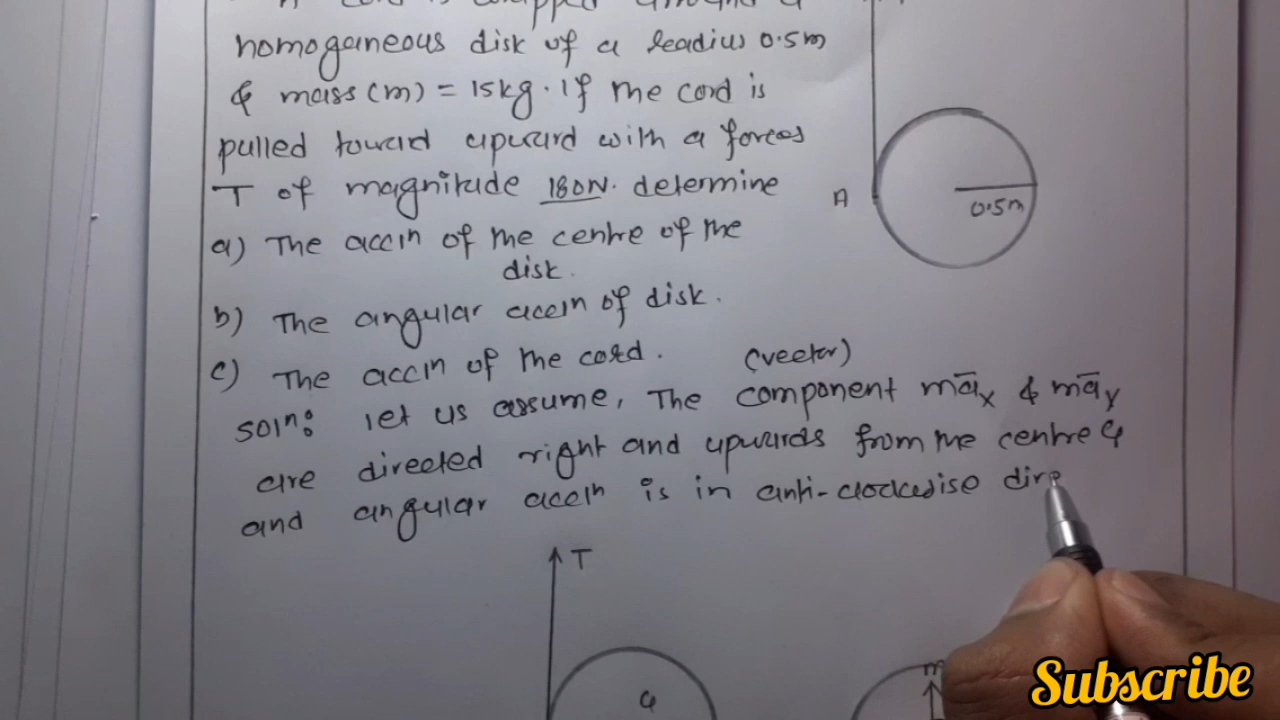 homogeneous disk of a radius 0.5m
& mass(m) = 15kg. If the cord is
pulled toward upward with a forces
T of magnitude 180N. determine
a) The accln of the centre of the
disk.
b) The angular accln of disk.
c) The accln of the cord.
A
0.5m
(vector)
soln: let us assume, The component māx & māy
are directed right and upwards from the centre G
and angular accln is in anti-clockwise dire
T
G
m
Subscribe